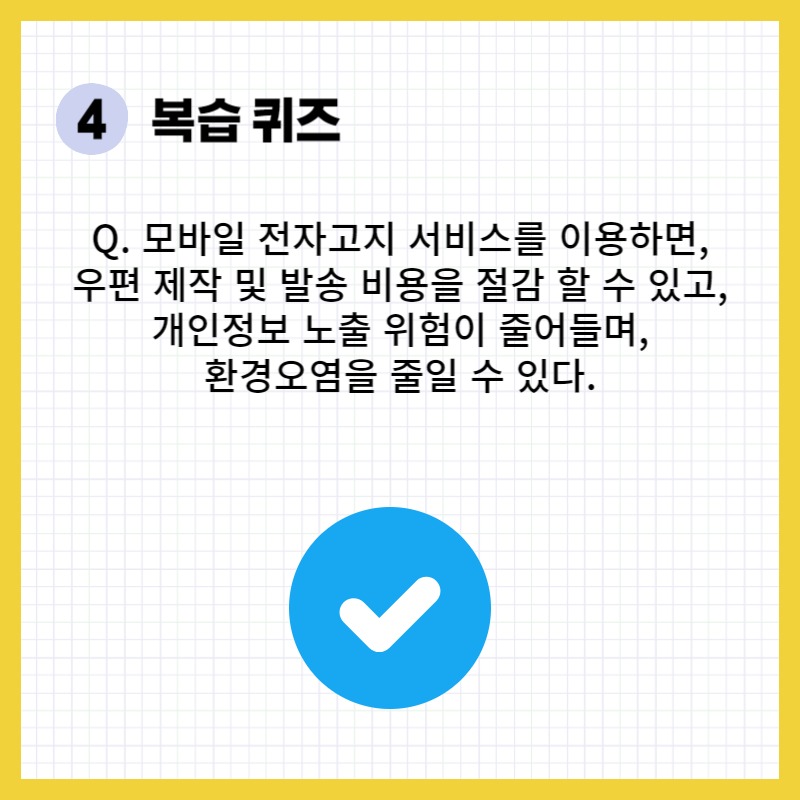 4 복습 퀴즈
Q. 모바일 전자고지 서비스를 이용하면,
우편 제작 및 발송 비용을 절감 할 수 있고,
개인정보 노출 위험이 줄어들며,
환경오염을 줄일 수 있다.